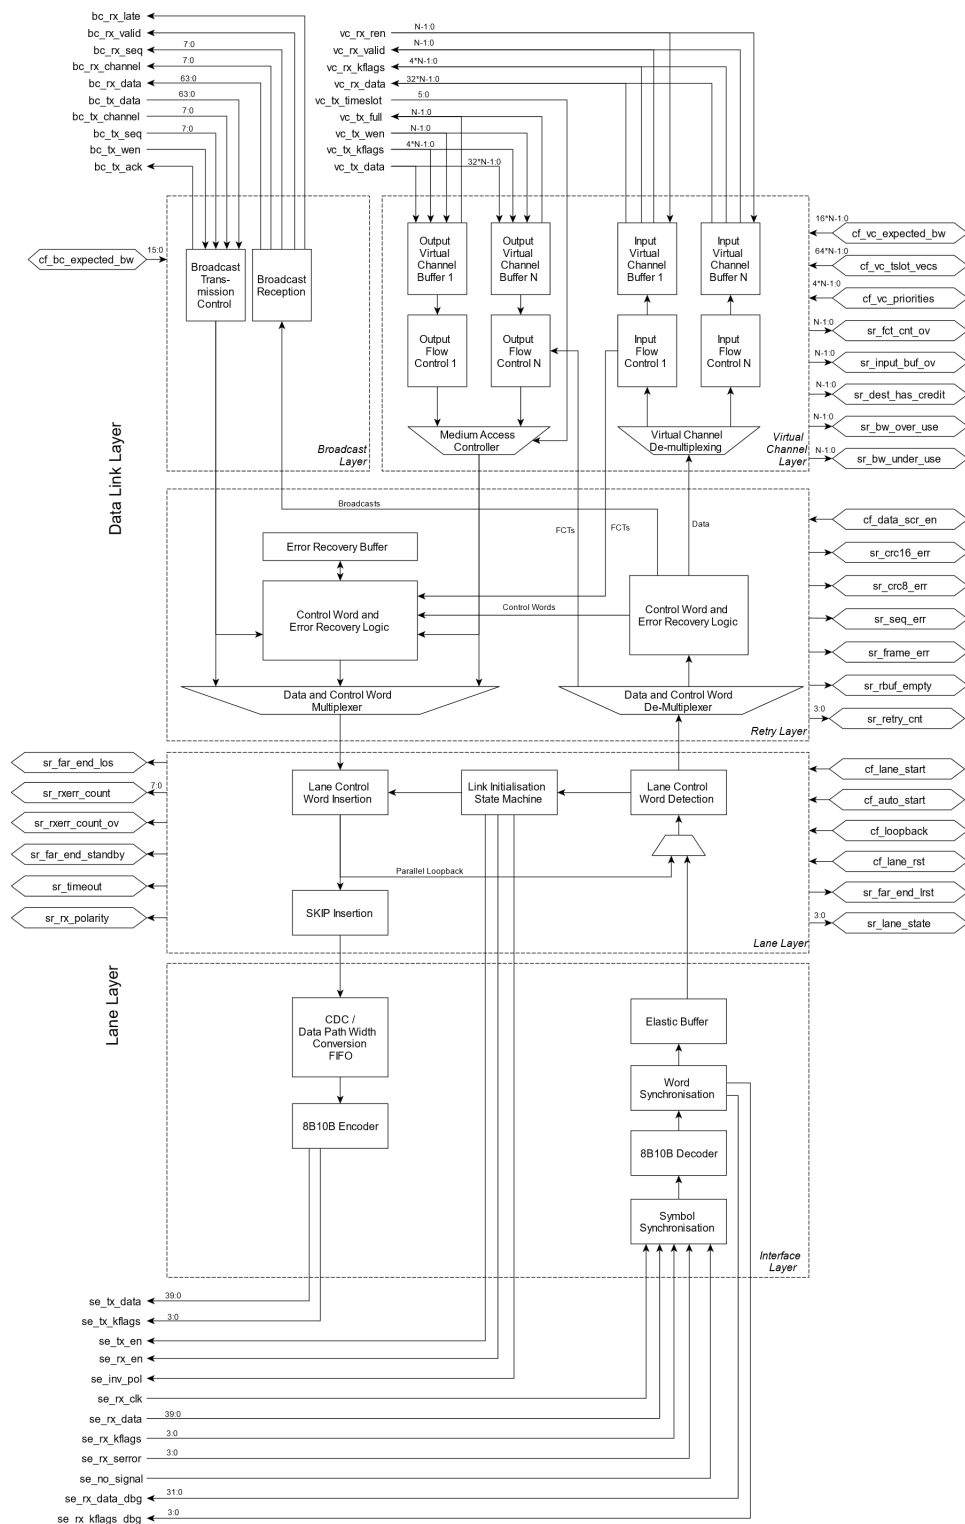 bc_rx_late
bc_rx_valid
bc_rx_seq
7:0
bc_rx_channel
7:0
bc_rx_data
63:0
bc_tx_data
63:0
bc_tx_channel
7:0
bc_tx_seq
7:0
bc_tx_wen
bc_tx_ack
vc_rx_ren
N-1:0
vc_rx_valid
N-1:0
vc_rx_kflags
4*N-1:0
vc_rx_data
32*N-1:0
vc_tx_timeslot
5:0
vc_tx_full
N-1:0
vc_tx_wen
N-1:0
vc_tx_kflags
4*N-1:0
vc_tx_data
32*N-1:0
cf_bc_expected_bw
15:0
Broadcast
Trans-
mission
Control
Broadcast
Reception
Broadcast
Layer
Output
Virtual
Channel
Buffer 1
Output
Virtual
Channel
Buffer N
Input
Virtual
Channel
Buffer 1
Input
Virtual
Channel
Buffer N
Output
Flow
Control 1
Output
Flow
Control N
Input
Flow
Control 1
Input
Flow
Control N
Medium Access
Controller
Virtual Channel
De-multiplexing
Virtual
Channel
Layer
16*N-1:0
cf_vc_expected_bw
64*N-1:0
cf_vc_tslot_vecs
4*N-1:0
cf_vc_priorities
N-1:0
sr_fct_cnt_ov
N-1:0
sr_input_buf_ov
N-1:0
sr_dest_has_credit
N-1:0
sr_bw_over_use
N-1:0
sr_bw_under_use
Data Link Layer
Broadcasts
FCTs
FCTs
Data
Error Recovery Buffer
Control Word and
Error Recovery Logic
Control Words
Control Word and
Error Recovery Logic
Data and Control Word
Multiplexer
Data and Control Word
De-Multiplexer
Retry Layer
cf_data_scr_en
sr_crc16_err
sr_crc8_err
sr_seq_err
sr_frame_err
sr_rbuf_empty
3:0
sr_retry_cnt
sr_far_end_los
7:0
sr_rxerr_count
sr_rxerr_count_ov
sr_far_end_standby
sr_timeout
sr_rx_polarity
Lane Control
Word Insertion
Link Initialisation
State Machine
Lane Control
Word Detection
Parallel Loopback
SKIP Insertion
Lane Layer
cf_lane_start
cf_auto_start
cf_loopback
cf_lane_rst
sr_far_end_lrst
3:0
sr_lane_state
Lane Layer
CDC /
Data Path Width
Conversion
FIFO
8B10B Encoder
Elastic Buffer
Word
Synchronisation
8B10B Decoder
Symbol
Synchronisation
Interface
Layer
se_tx_data
39:0
se_tx_kflags
3:0
se_tx_en
se_rx_en
se_inv_pol
se_rx_clk
se_rx_data
39:0
se_rx_kflags
3:0
se_rx_serror
3:0
se_no_signal
se_rx_data_dbg
31:0
se_rx_kflags_dbg
3:0